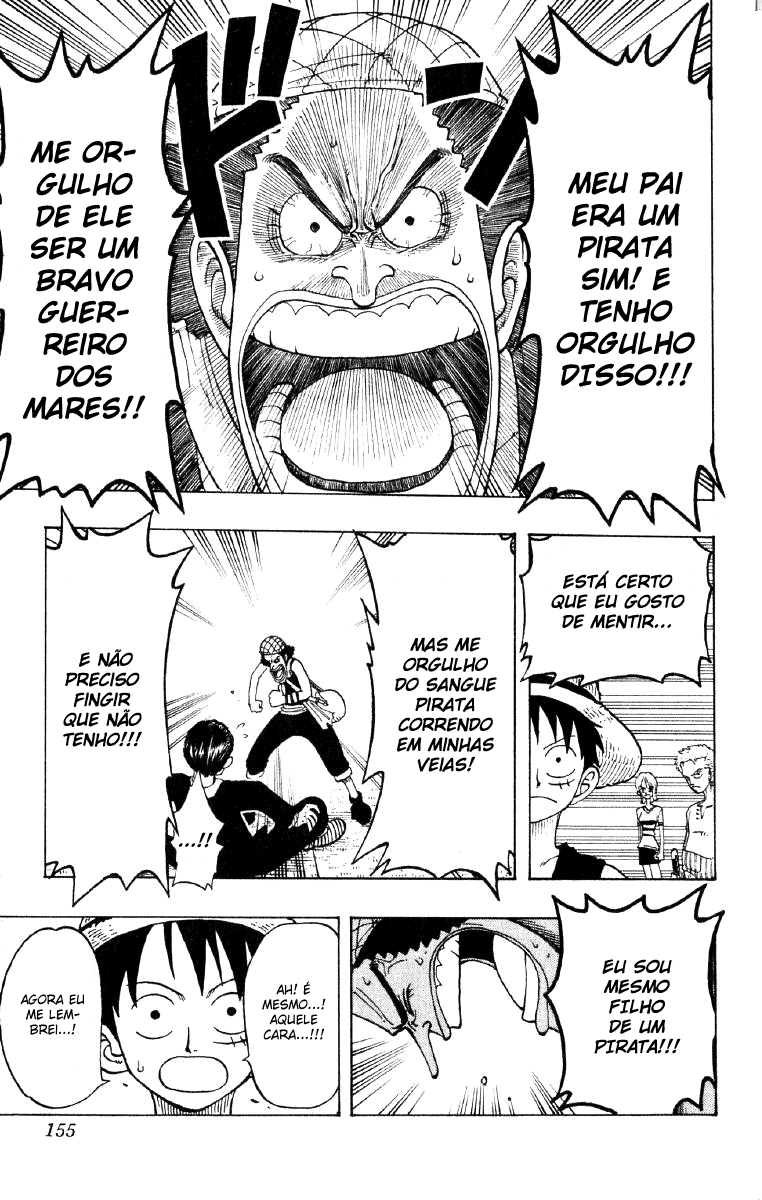 MEU PAI
ERA UM
PIRATA
SIM! E
TENHO
ORGULHO
DISSO!!!
ドドン
ME OR-
GULHO
DE ELE
SER UM
BRAVO
GUER-
REIRO
DOS
MARES!!
ESTÁ CERTO
QUE EU GOSTO
DE MENTIR...
MAS ME
ORGULHO
DO SANGUE
PIRATA
CORRENDO
EM MINHAS
VEIAS!
E NÃO
PRECISO
FINGIR
QUE NÃO
TENHO!!!
...!!
EU SOU
MESMO
FILHO
DE UM
PIRATA!!!
AH! É
MESMO...!
AQUELE
CARA...!!!
AGORA EU
ME LEM-
BREI...!
155